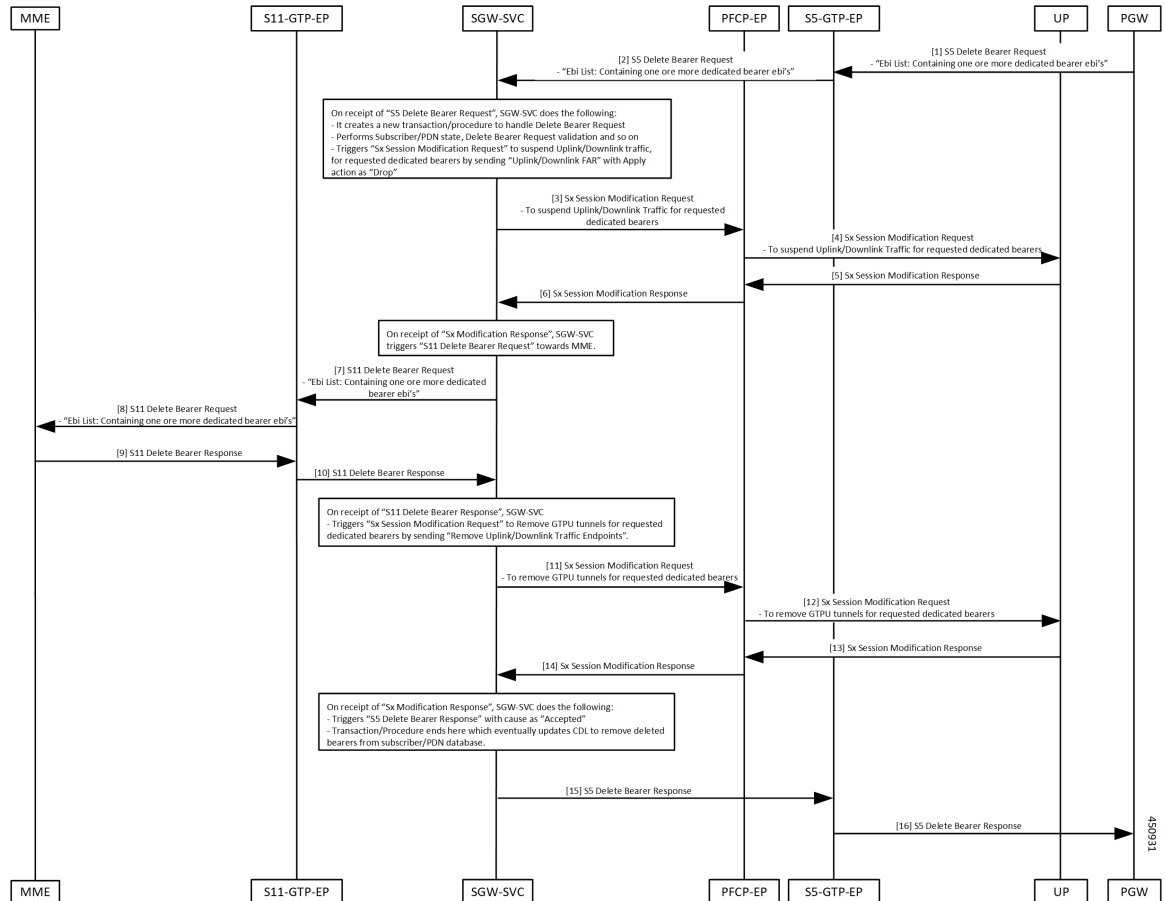 MME
S11-GTP-EP
SGW-SVC
PFCP-EP
S5-GTP-EP
UP
PGW
[1] S5 Delete Bearer Request
- “Ebi List: Containing one ore more dedicated bearer ebi’s”
[2] S5 Delete Bearer Request
- “Ebi List: Containing one ore more dedicated bearer ebi’s”
On receipt of “S5 Delete Bearer Request”, SGW-SVC does the following:
- It creates a new transaction/procedure to handle Delete Bearer Request
- Performs Subscriber/PDN state, Delete Bearer Request validation and so on
- Triggers “Sx Session Modification Request” to suspend Uplink/Downlink traffic,
for requested dedicated bearers by sending “Uplink/Downlink FAR” with Apply
action as “Drop”
[3] Sx Session Modification Request
- To suspend Uplink/Downlink Traffic for requested
dedicated bearers
[4] Sx Session Modification Request
- To suspend Uplink/Downlink Traffic for requested dedicated bearers
[5] Sx Session Modification Response
[6] Sx Session Modification Response
On receipt of “Sx Modification Response”, SGW-SVC
triggers “S11 Delete Bearer Request” towards MME.
[7] S11 Delete Bearer Request
- “Ebi List: Containing one ore more dedicated
bearer ebi’s”
[8] S11 Delete Bearer Request
- “Ebi List: Containing one ore more dedicated bearer ebi’s”
[9] S11 Delete Bearer Response
[10] S11 Delete Bearer Response
On receipt of “S11 Delete Bearer Response”, SGW-SVC
- Triggers “Sx Session Modification Request” to Remove GTPU tunnels for requested
dedicated bearers by sending “Remove Uplink/Downlink Traffic Endpoints”.
[11] Sx Session Modification Request
- To remove GTPU tunnels for requested dedicated bearers
[12] Sx Session Modification Request
- To remove GTPU tunnels for requested dedicated bearers
[13] Sx Session Modification Response
[14] Sx Session Modification Response
On receipt of “Sx Modification Response”, SGW-SVC does the following:
- Triggers “S5 Delete Bearer Response” with cause as “Accepted”
- Transaction/Procedure ends here which eventually updates CDL to remove deleted
bearers from subscriber/PDN database.
[15] S5 Delete Bearer Response
[16] S5 Delete Bearer Response
450931
MME
S11-GTP-EP
SGW-SVC
PFCP-EP
S5-GTP-EP
UP
PGW